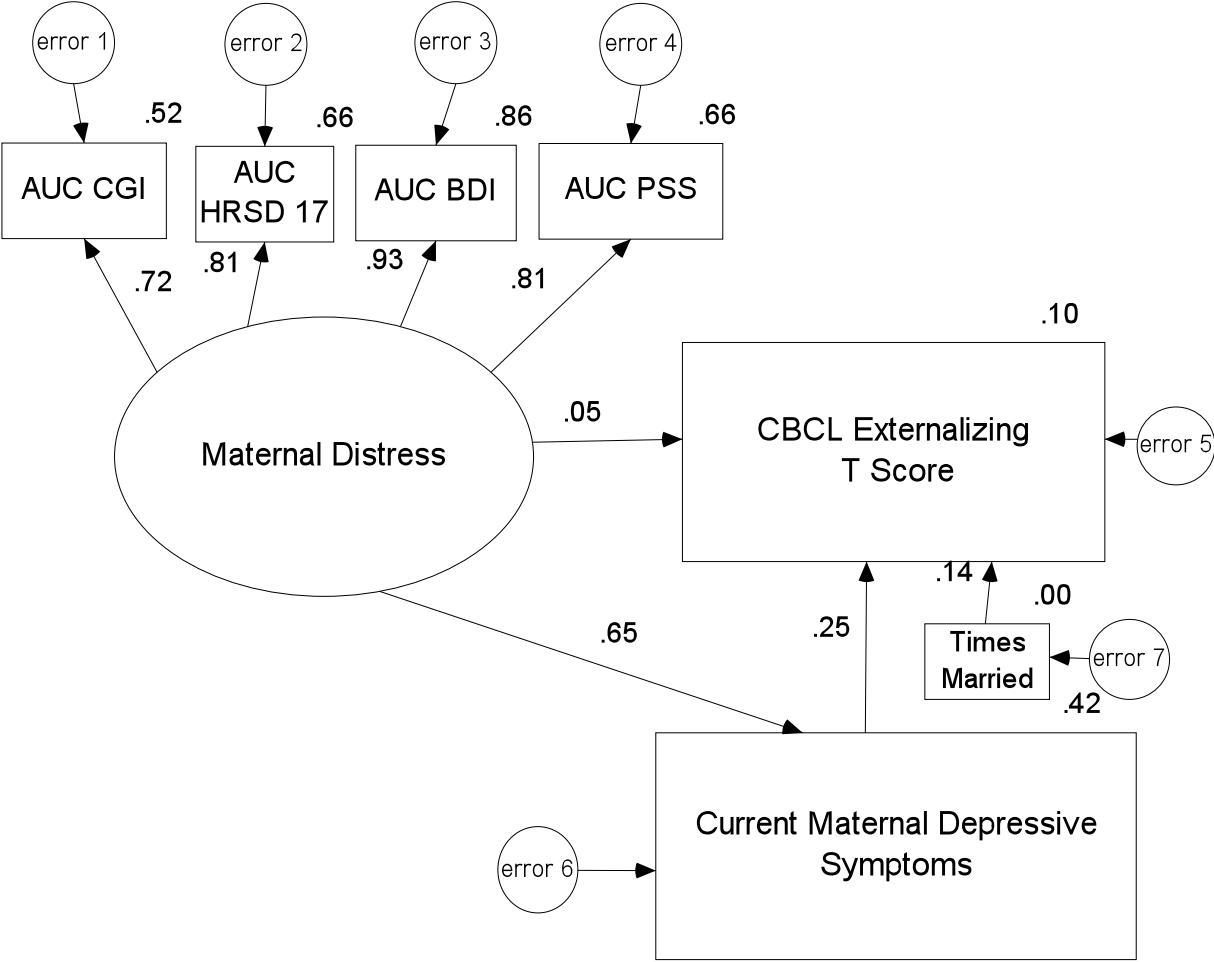 error 1
error 2
error 3
error 4
.52
.66
.86
.66
AUC CGI
AUC
HRSD 17
AUC BDI
AUC PSS
.72
.81
.93
.81
.10
.05
Maternal Distress
CBCL Externalizing
T Score
error 5
.14
.00
.65
.25
Times
Married
error 7
.42
Current Maternal Depressive
Symptoms
error 6